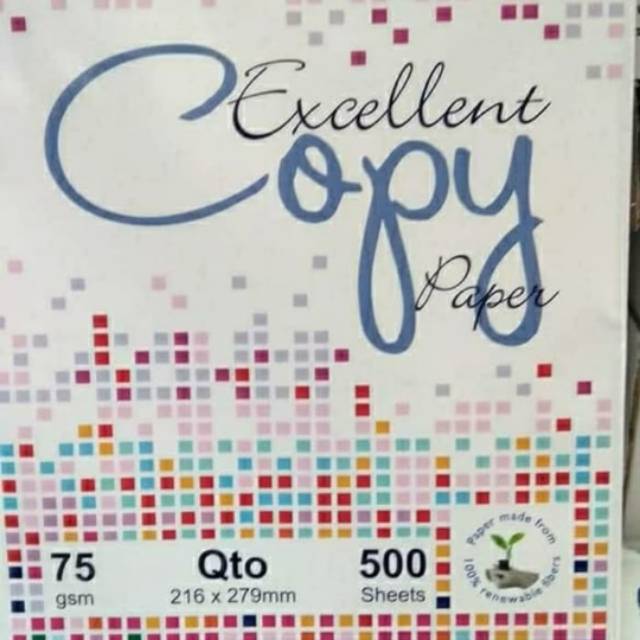 Excellent
Copy
Paper
75 Qto 500
gsm 216 x 279mm Sheets
Paper made from
100% renewable fibers